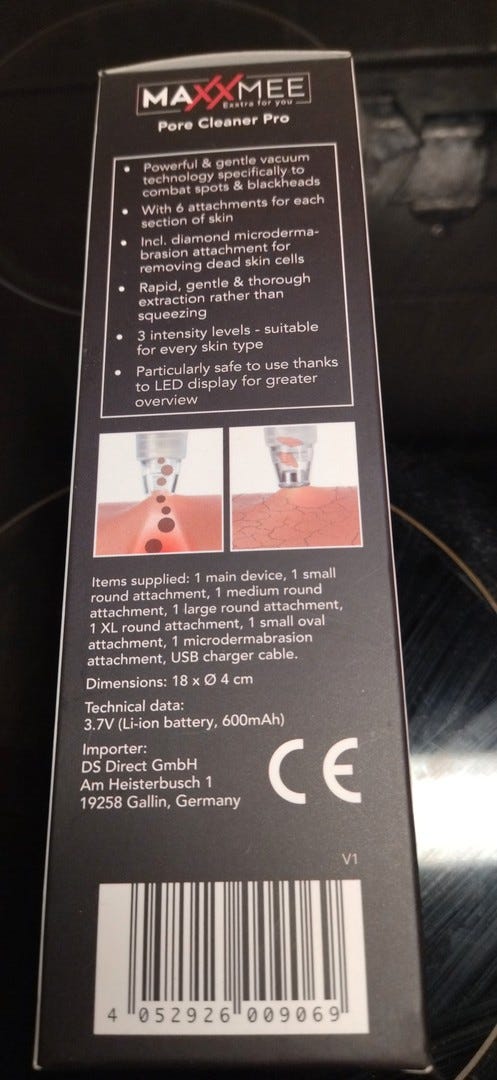 MAXXMEE
Exxtra for you
Pore Cleaner Pro
• Powerful & gentle vacuum
technology specifically to
combat spots & blackheads
• With 6 attachments for each
section of skin
• Incl. diamond microderma-
brasion attachment for
removing dead skin cells
• Rapid, gentle & thorough
extraction rather than
squeezing
• 3 intensity levels - suitable
for every skin type
• Particularly safe to use thanks
to LED display for greater
overview
Items supplied: 1 main device, 1 small
round attachment, 1 medium round
attachment, 1 large round attachment,
1 XL round attachment, 1 small oval
attachment, 1 microdermabrasion
attachment, USB charger cable.
Dimensions: 18 x Ø 4 cm
Technical data:
3.7V (Li-ion battery, 600mAh)
Importer:
DS Direct GmbH
Am Heisterbusch 1
19258 Gallin, Germany
CE
V1
4 052926 009069